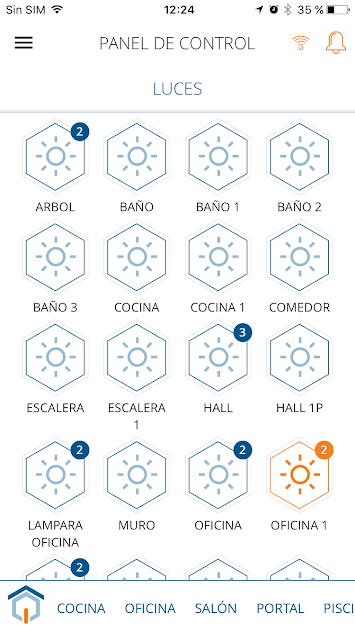 Sin SIM 12:24 35 %
PANEL DE CONTROL
3
LUCES
2
ARBOL BAÑO BAÑO 1 BAÑO 2
BAÑO 3 COCINA COCINA 1 COMEDOR
3
ESCALERA ESCALERA 1 HALL HALL 1P
2 2 2
LAMPARA OFICINA MURO OFICINA OFICINA 1
2
COCINA OFICINA SALÓN PORTAL PISCI